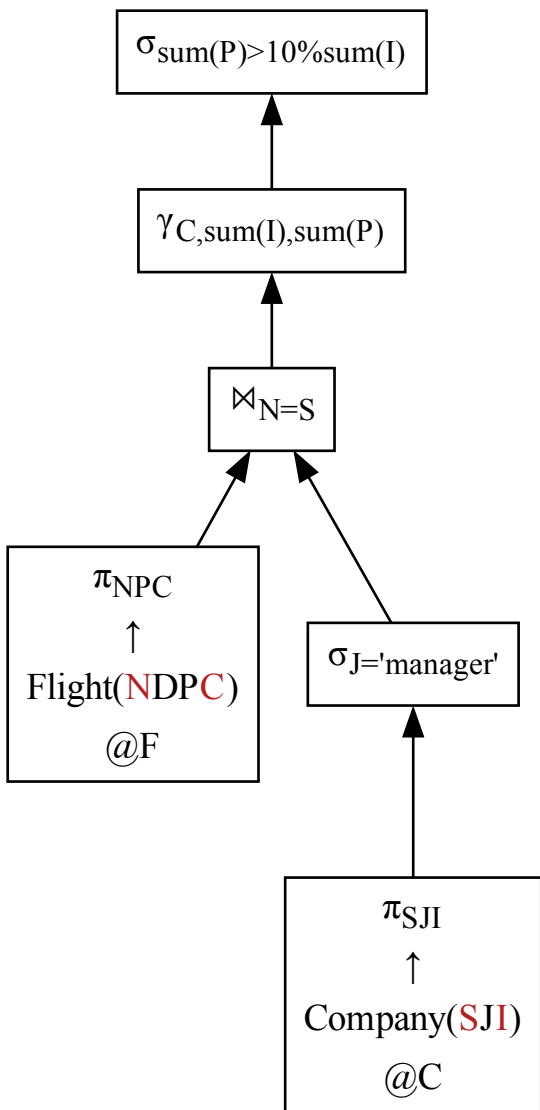 σsum(P)>10%sum(I)
γC,sum(I),sum(P)
⋈N=S
πNPC
↑
Flight(NDPC)
@F
σJ='manager'
πSJI
↑
Company(SJI)
@C